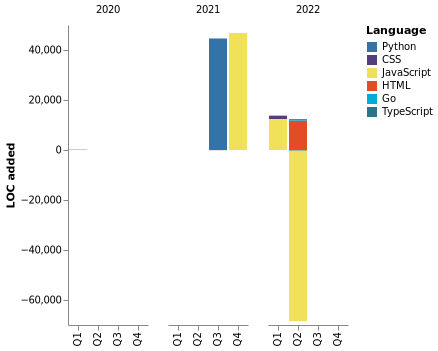 2020 2021 2022
Language
Python
CSS
JavaScript
HTML
Go
TypeScript
LOC added
40,000
20,000
0
−20,000
−40,000
−60,000
Q1 Q2 Q3 Q4 Q1 Q2 Q3 Q4 Q1 Q2 Q3 Q4